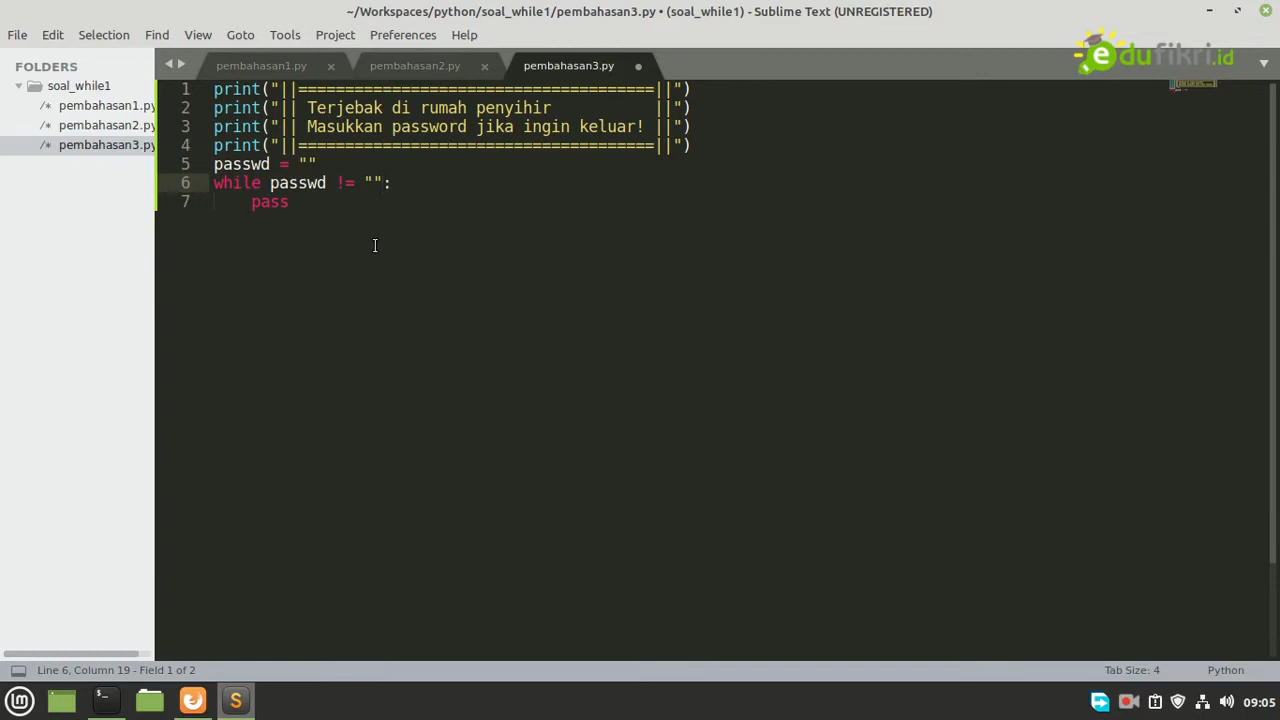 ~/Workspaces/python/soal_while1/pembahasan3.py • (soal_while1) - Sublime Text (UNREGISTERED)
File Edit Selection Find View Goto Tools Project Preferences Help
edufikri.id
FOLDERS
soal_while1
/* pembahasan1.py
/* pembahasan2.py
/* pembahasan3.py
pembahasan1.py × pembahasan2.py × pembahasan3.py •
1 print("||======================================||")
2 print("|| Terjebak di rumah penyihir           ||")
3 print("|| Masukkan password jika ingin keluar! ||")
4 print("||======================================||")
5 passwd = ""
6 while passwd != "":
7     pass
Line 6, Column 19 - Field 1 of 2
Tab Size: 4
Python
09:05